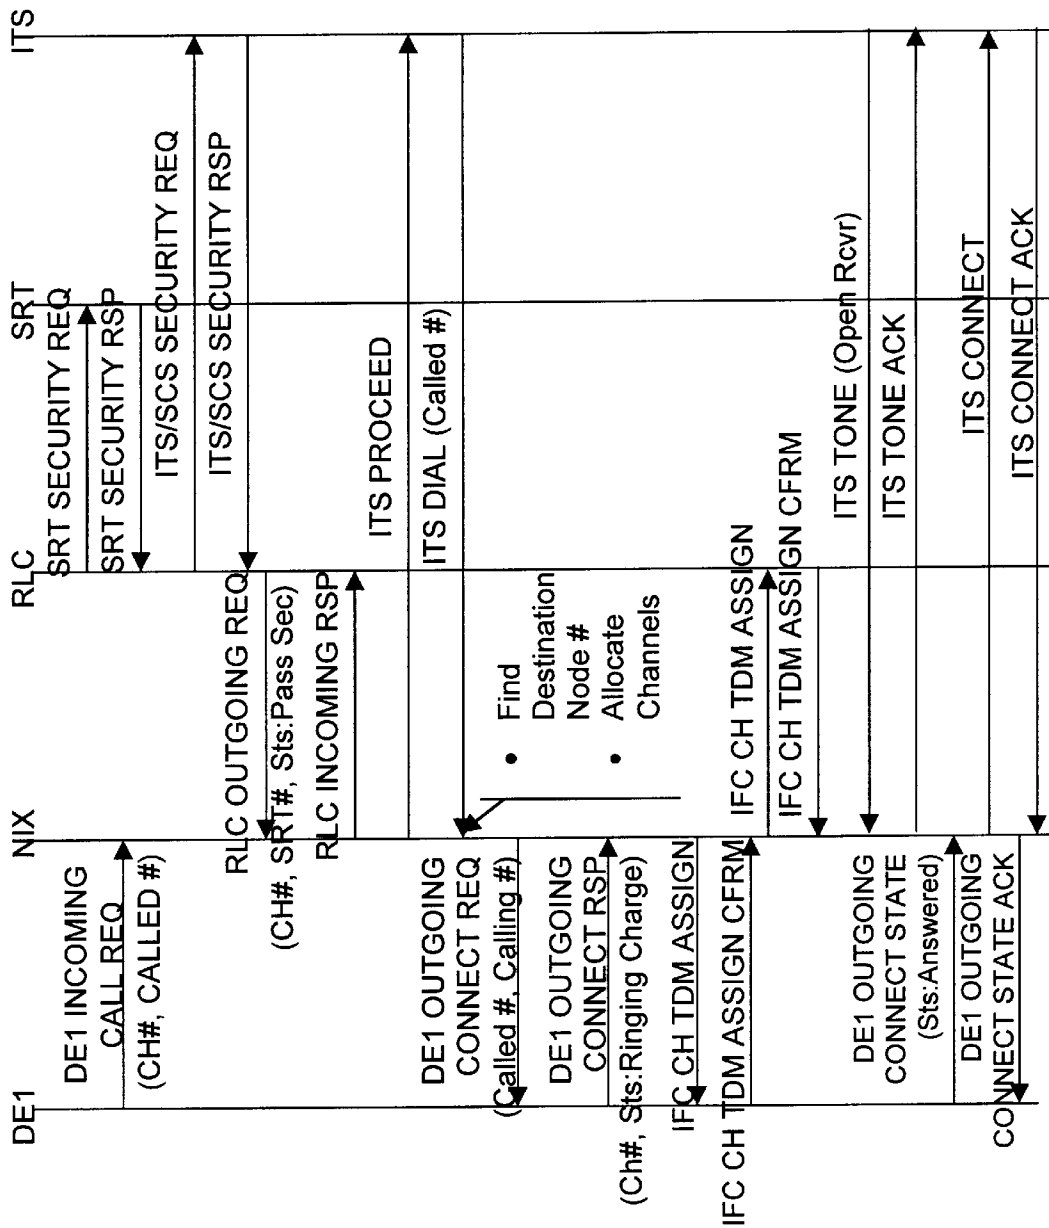 DE1
NIX
RLC
SRT
ITS
SRT SECURITY REQ
SRT SECURITY RSP
DE1 INCOMING
CALL REQ
(CH#, CALLED #)
ITS/SCS SECURITY REQ
ITS/SCS SECURITY RSP
RLC OUTGOING REQ
(CH#, SRT#, Sts:Pass Sec)
RLC INCOMING RSP
ITS PROCEED
ITS DIAL (Called #)
• Find
Destination
Node #
• Allocate
Channels
DE1 OUTGOING
CONNECT REQ
(Called #, Calling #)
DE1 OUTGOING
CONNECT RSP
(Ch#, Sts:Ringing Charge)
IFC CH TDM ASSIGN
IFC CH TDM ASSIGN CFRM
IFC CH TDM ASSIGN
IFC CH TDM ASSIGN CFRM
ITS TONE (Open Rcvr)
ITS TONE ACK
DE1 OUTGOING
CONNECT STATE
(Sts:Answered)
ITS CONNECT
DE1 OUTGOING
CONNECT STATE ACK
ITS CONNECT ACK